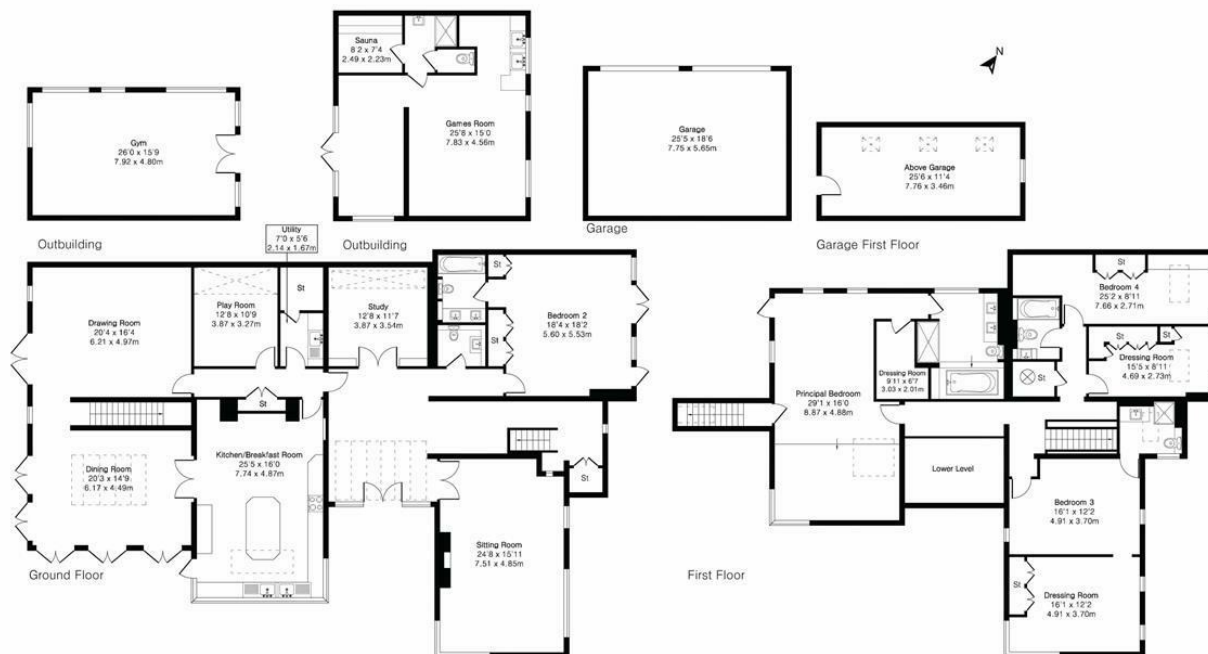 N
Sauna
8'2 x 7'4
2.49 x 2.23m
Games Room
25'8 x 15'0
7.83 x 4.56m
Gym
26'0 x 15'9
7.92 x 4.80m
Garage
25'5 x 18'6
7.75 x 5.65m
Above Garage
25'6 x 11'4
7.76 x 3.46m
Outbuilding
Utility
7'0 x 5'6
2.14 x 1.67m
Outbuilding
Garage
Garage First Floor
Drawing Room
20'4 x 16'4
6.21 x 4.97m
Play Room
12'8 x 10'9
3.87 x 3.27m
St
Study
12'8 x 11'7
3.87 x 3.54m
St
Bedroom 2
18'4 x 18'2
5.60 x 5.53m
St
St
Dining Room
20'3 x 14'9
6.17 x 4.49m
Kitchen/Breakfast Room
25'5 x 16'0
7.74 x 4.87m
St
Sitting Room
24'8 x 15'11
7.51 x 4.85m
Ground Floor
St
Bedroom 4
25'2 x 8'11
7.66 x 2.71m
St
St
Dressing Room
15'5 x 8'11
4.69 x 2.73m
St
Dressing Room
9'11 x 6'7
3.03 x 2.01m
Principal Bedroom
29'1 x 16'0
8.87 x 4.88m
Lower Level
Bedroom 3
16'1 x 12'2
4.91 x 3.70m
St
Dressing Room
16'1 x 12'2
4.91 x 3.70m
First Floor